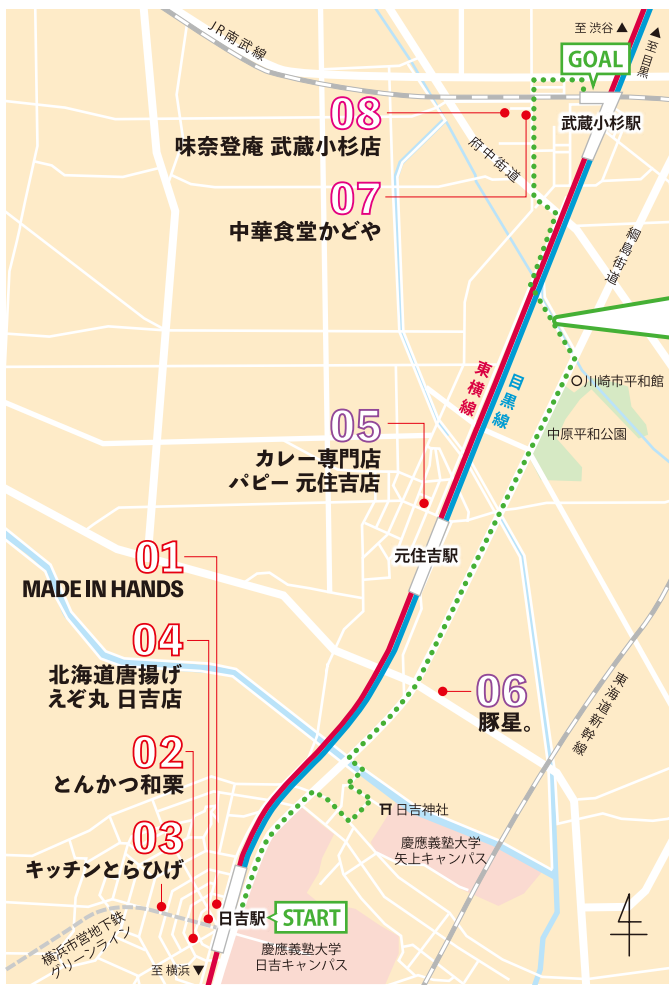 JR南武線
至 渋谷▲
▲至 目黒
GOAL
武蔵小杉駅
08
味奈登庵 武蔵小杉店
府中街道
07
中華食堂かどや
綱島街道
東横線
目黒線
川崎市平和館
中原平和公園
05
カレー専門店
パピー 元住吉店
元住吉駅
01
MADE IN HANDS
04
北海道唐揚げ
えぞ丸 日吉店
06
豚星。
東海道新幹線
02
とんかつ和栗
日吉神社
03
キッチンとらひげ
慶應義塾大学
矢上キャンパス
日吉駅
START
横浜市営地下鉄
グリーンライン
至 横浜▼
慶應義塾大学
日吉キャンパス